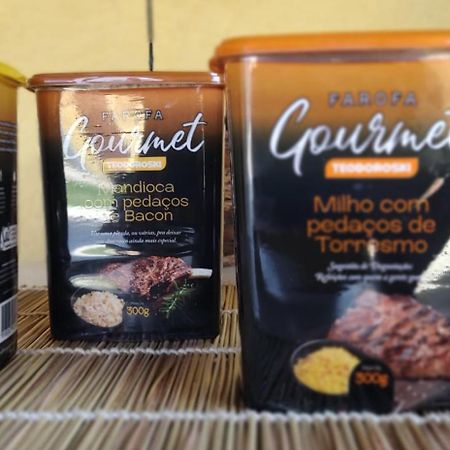 FAROFA
Gourmet
TEODOROSKI
Mandioca
com pedaços
de Bacon
300g
FAROFA
Gourmet
TEODOROSKI
Milho com
pedaços de
Torresmo
300g